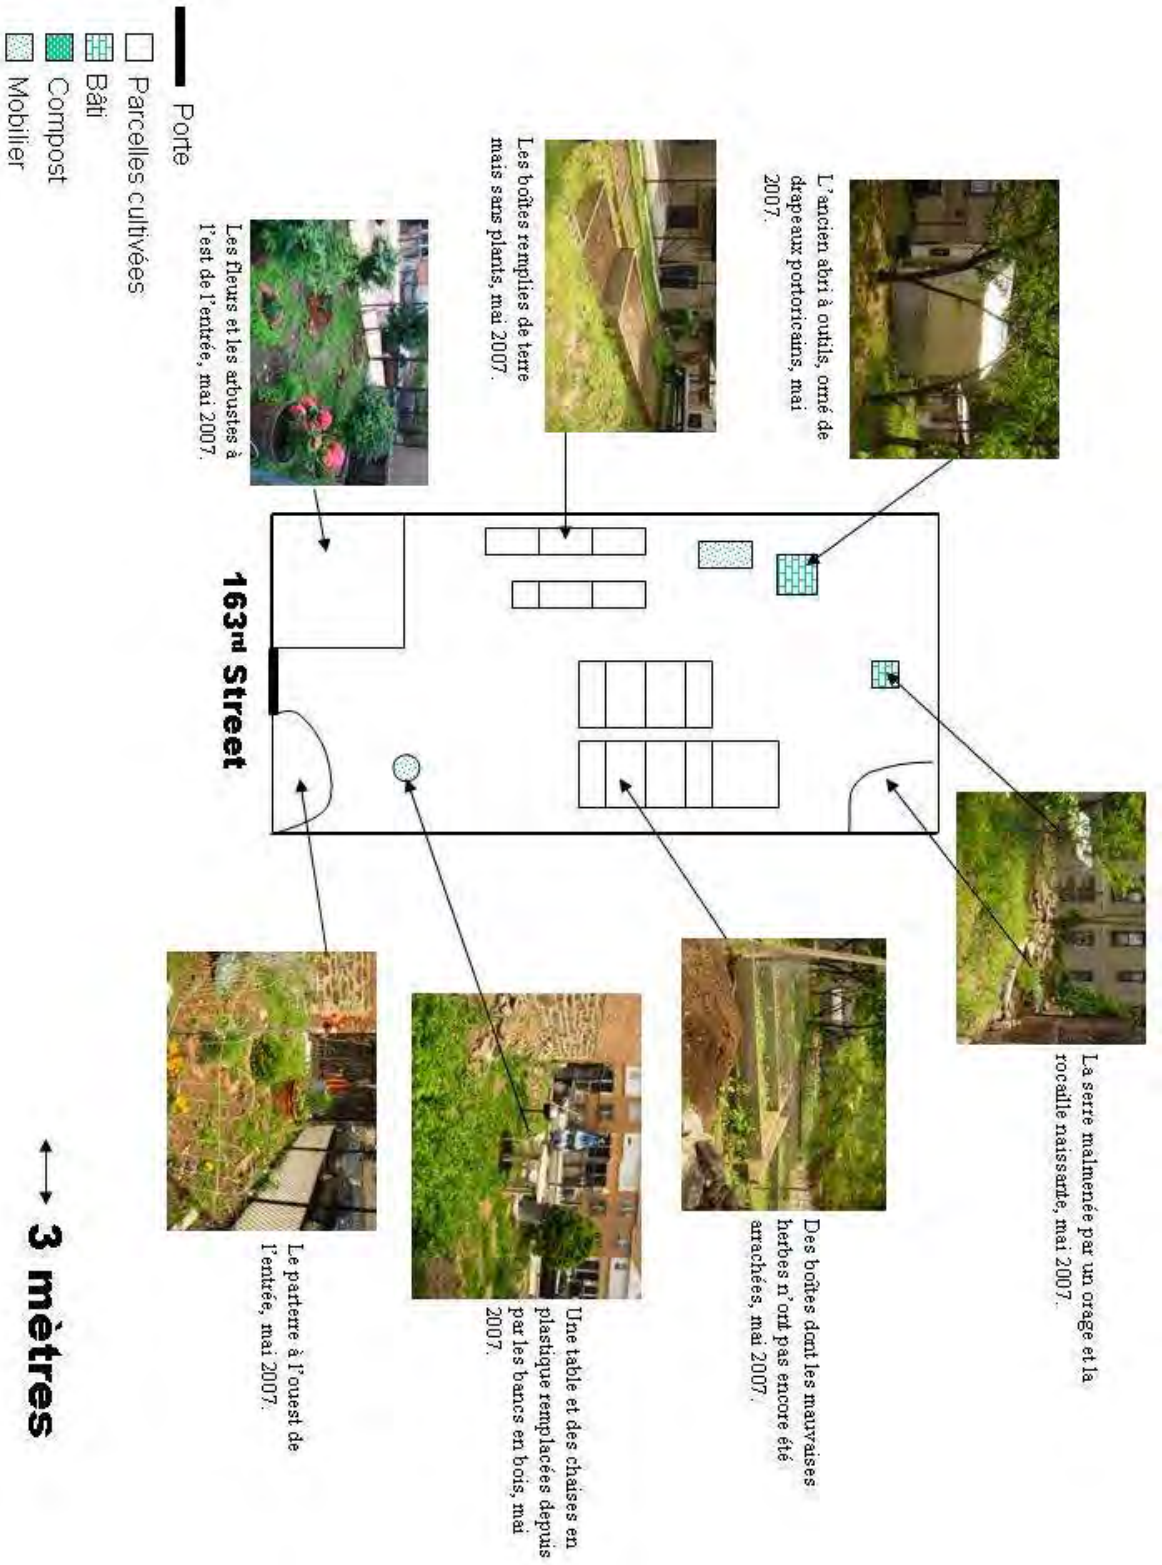 La serre malmenée par un orage et la
rocaille naissante, mai 2007.
L'ancien abri à outils, orné de
drapeaux portoricains, mai
2007.
Des boîtes dont les mauvaises
herbes n'ont pas encore été
arrachées, mai 2007.
Une table et des chaises en
plastique remplacées depuis
par les bancs en bois, mai
2007.
Les boîtes remplies de terre
mais sans plants, mai 2007.
Le parterre à l'ouest de
l'entrée, mai 2007.
Les fleurs et les arbustes à
l'est de l'entrée, mai 2007.
163rd Street
Porte
Parcelles cultivées
Bâti
Compost
Mobilier
3 mètres